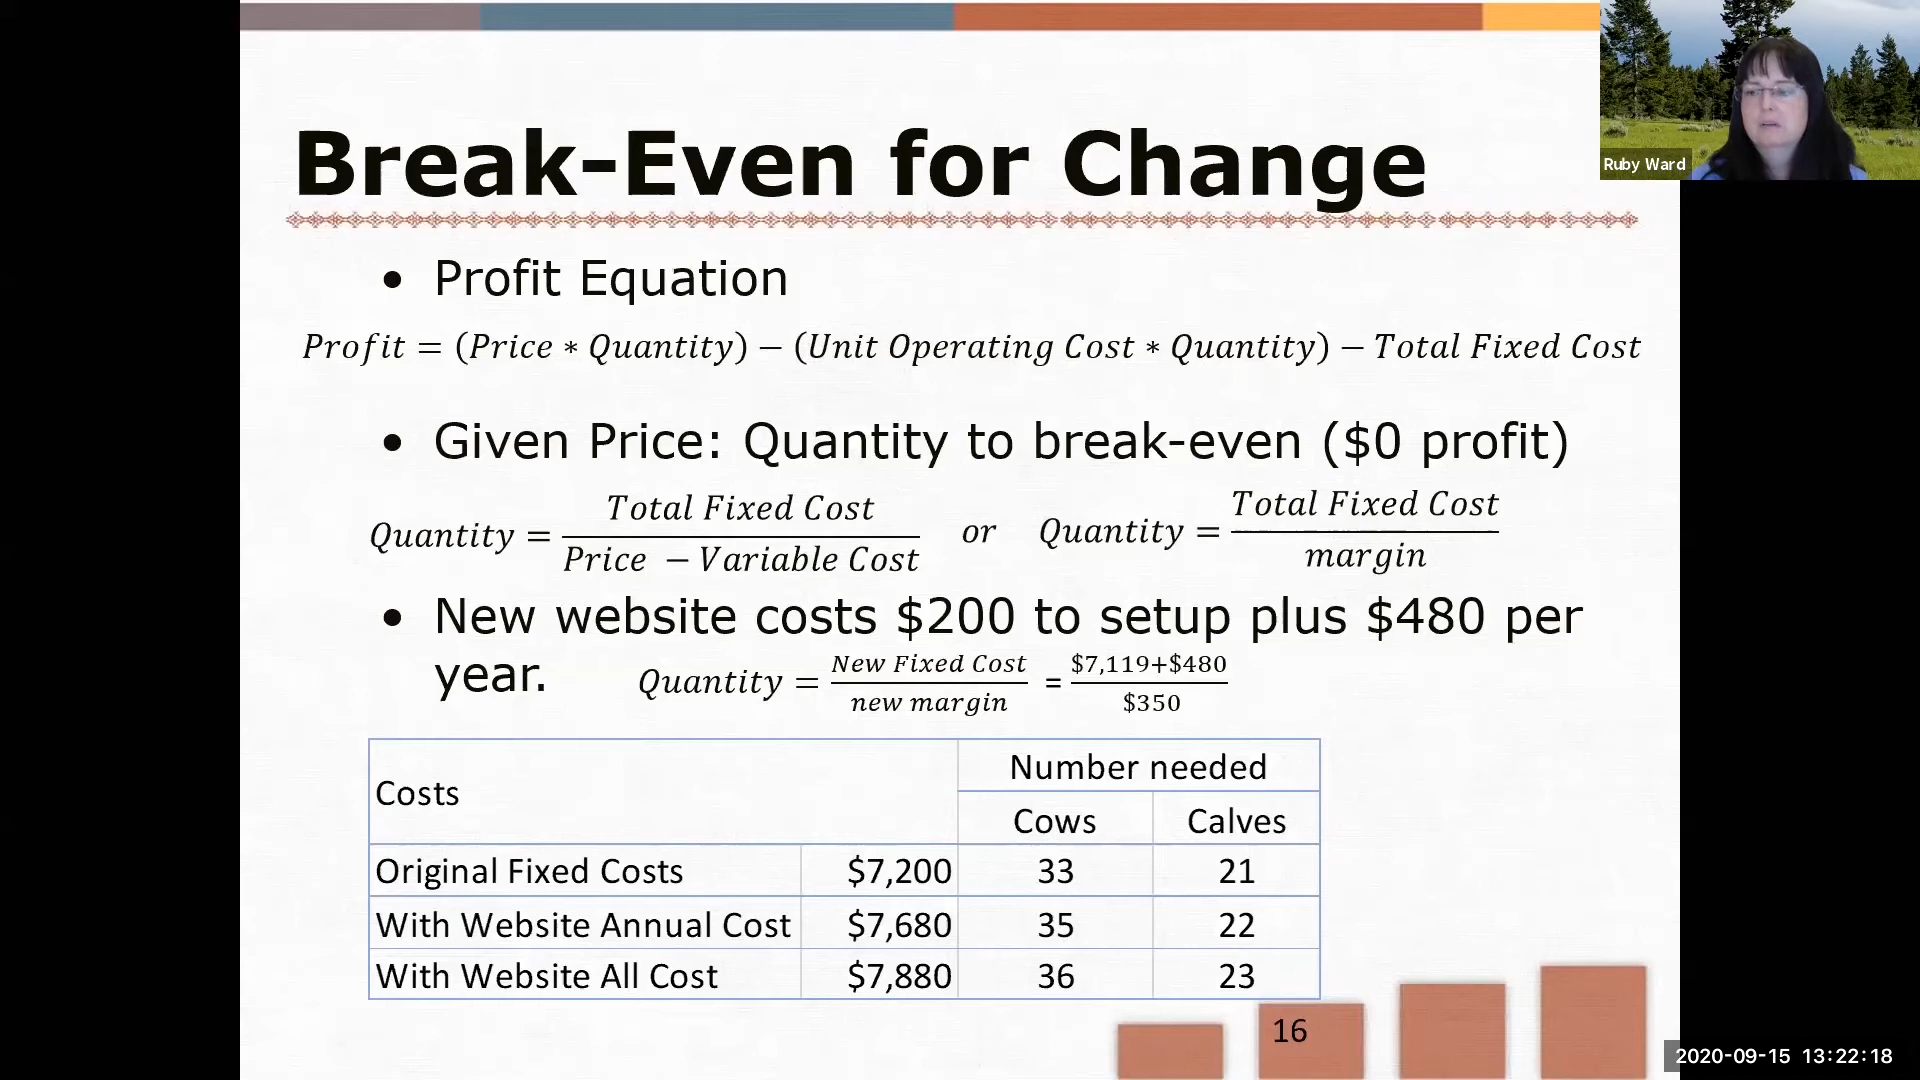 Break-Even for Change
Ruby Ward
• Profit Equation
Profit = (Price ∗ Quantity) − (Unit Operating Cost ∗ Quantity) − Total Fixed Cost
• Given Price: Quantity to break-even ($0 profit)
Quantity = Total Fixed Cost / Price − Variable Cost or Quantity = Total Fixed Cost / margin
• New website costs $200 to setup plus $480 per
year. Quantity = New Fixed Cost / new margin = $7,119+$480 / $350
Costs Number needed
Cows Calves
Original Fixed Costs $7,200 33 21
With Website Annual Cost $7,680 35 22
With Website All Cost $7,880 36 23
16
2020-09-15 13:22:18